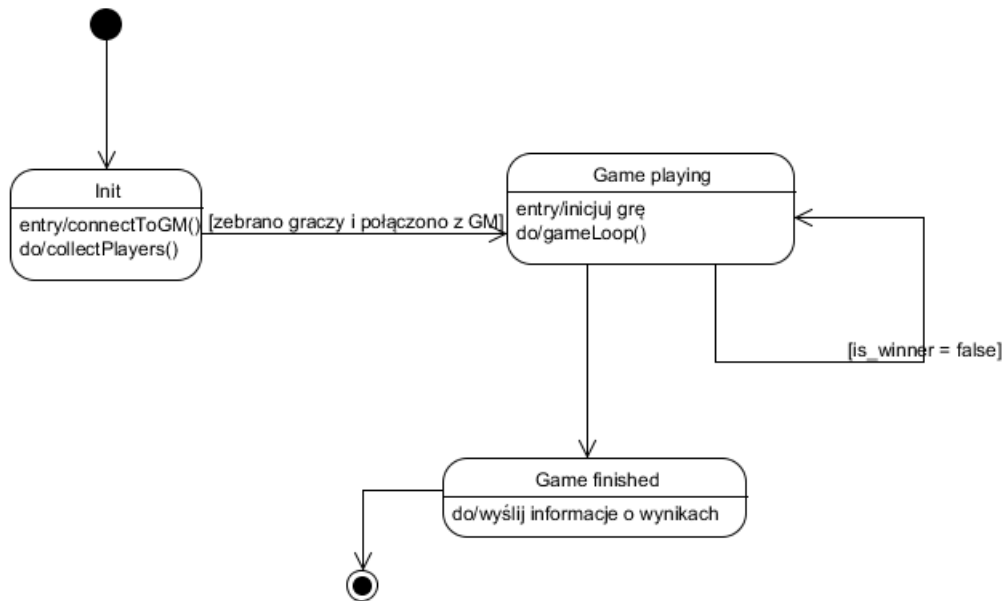 Init
entry/connectToGM()
do/collectPlayers()
[zebrano graczy i połączono z GM]
Game playing
entry/inicjuj grę
do/gameLoop()
[is_winner = false]
Game finished
do/wyślij informacje o wynikach